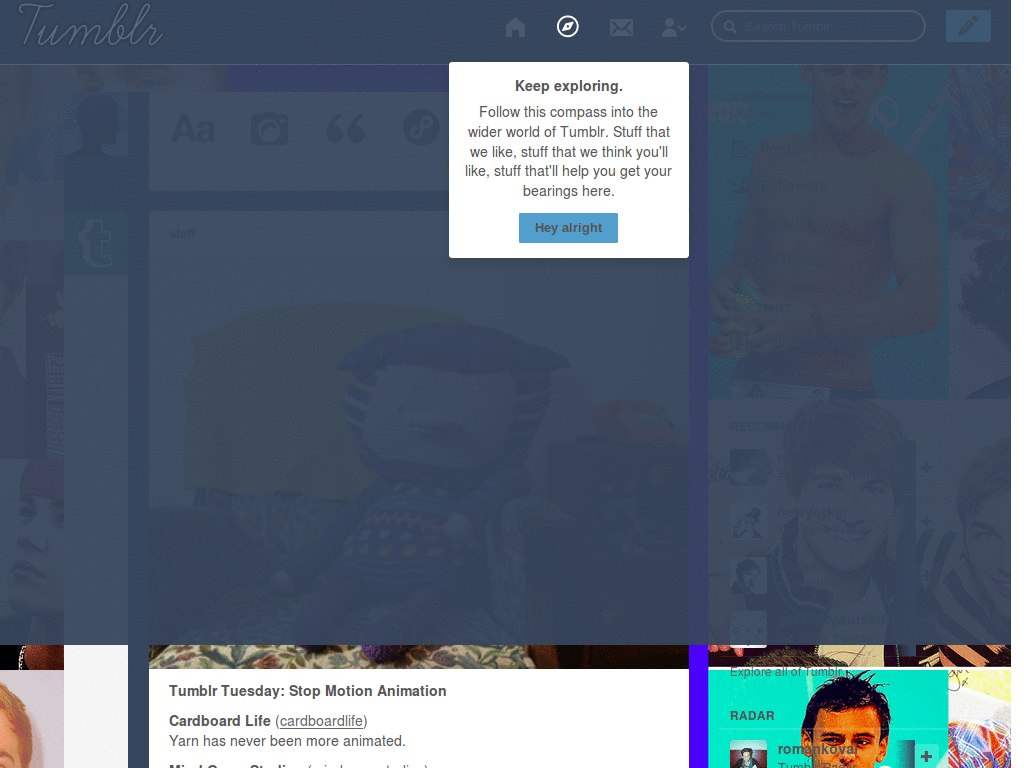 Tumblr
Search Tumblr
Keep exploring.
Follow this compass into the
wider world of Tumblr. Stuff that
we like, stuff that we think you'll
like, stuff that'll help you get your
bearings here.
Hey alright
Aa
Posts
Followers
staff
t
newyorker
Explore all of Tumblr
Tumblr Tuesday: Stop Motion Animation
Cardboard Life (cardboardlife)
Yarn has never been more animated.
RADAR
romankoval